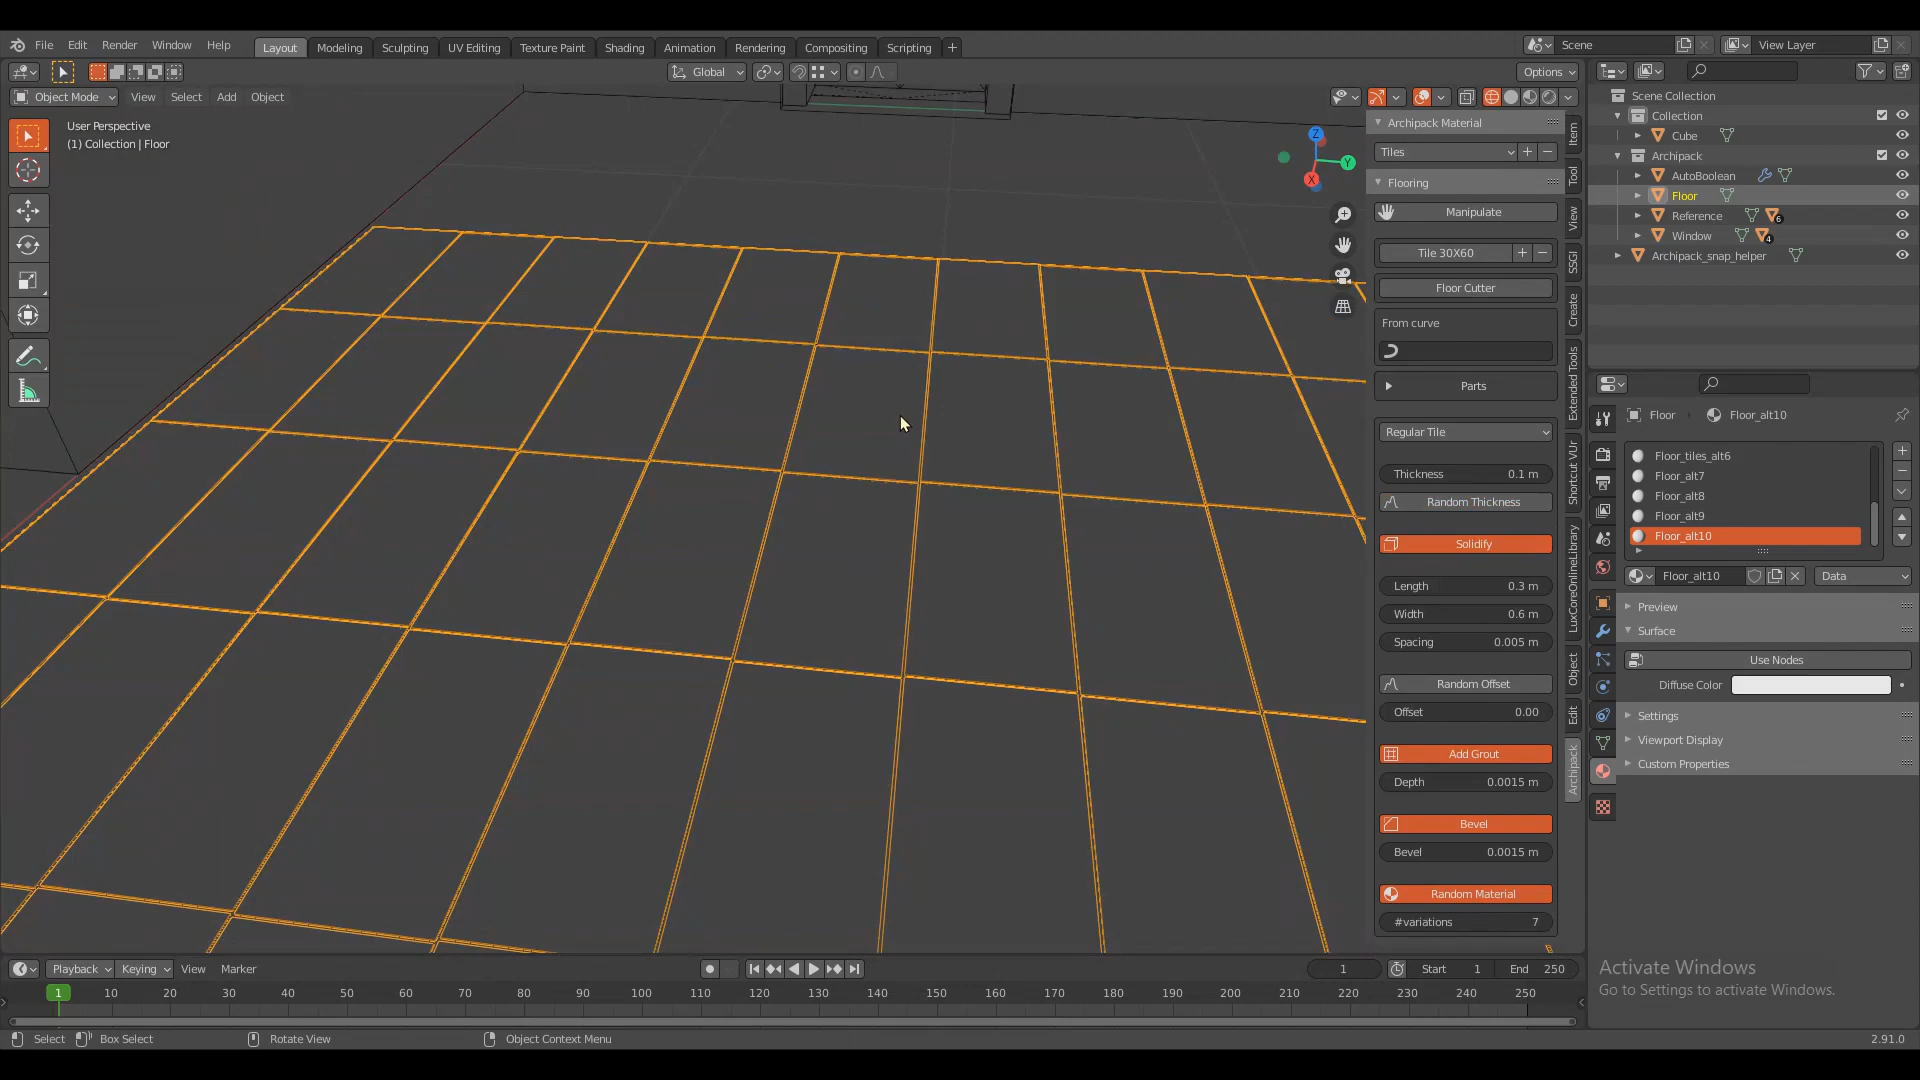 File Edit Render Window Help Layout Modeling Sculpting UV Editing Texture Paint Shading Animation Rendering Compositing Scripting + Scene View Layer
Global Options
Object Mode View Select Add Object
User Perspective
(1) Collection | Floor
Z
Y
X
Archipack Material
Tiles
Flooring
Manipulate
Tile 30X60
Floor Cutter
From curve
Parts
Regular Tile
Thickness 0.1 m
Random Thickness
Solidify
Length 0.3 m
Width 0.6 m
Spacing 0.005 m
Random Offset
Offset 0.00
Add Grout
Depth 0.0015 m
Bevel
Bevel 0.0015 m
Random Material
#variations 7
Item
Tool
View
SSGI
Create
Extended Tools
Shortcut VUr
LuxCoreOnlineLibrary
Object
Edit
Archipack
Scene Collection
Collection
Cube
Archipack
AutoBoolean
Floor
Reference 6
Window 4
Archipack_snap_helper
Floor Floor_alt10
Floor_tiles_alt6
Floor_alt7
Floor_alt8
Floor_alt9
Floor_alt10
Floor_alt10 Data
Preview
Surface
Use Nodes
Diffuse Color
Settings
Viewport Display
Custom Properties
Activate Windows
Go to Settings to activate Windows.
Playback Keying View Marker 1 Start 1 End 250
1 10 20 30 40 50 60 70 80 90 100 110 120 130 140 150 160 170 180 190 200 210 220 230 240 250
Select Box Select Rotate View Object Context Menu 2.91.0